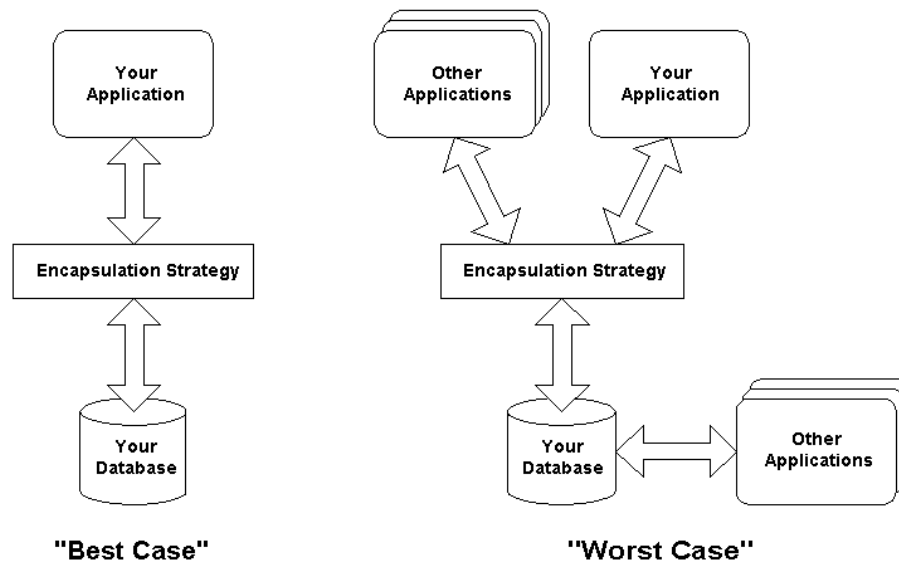 Your
Application
Encapsulation Strategy
Your
Database
"Best Case"
Other
Applications
Your
Application
Encapsulation Strategy
Your
Database
Other
Applications
"Worst Case"